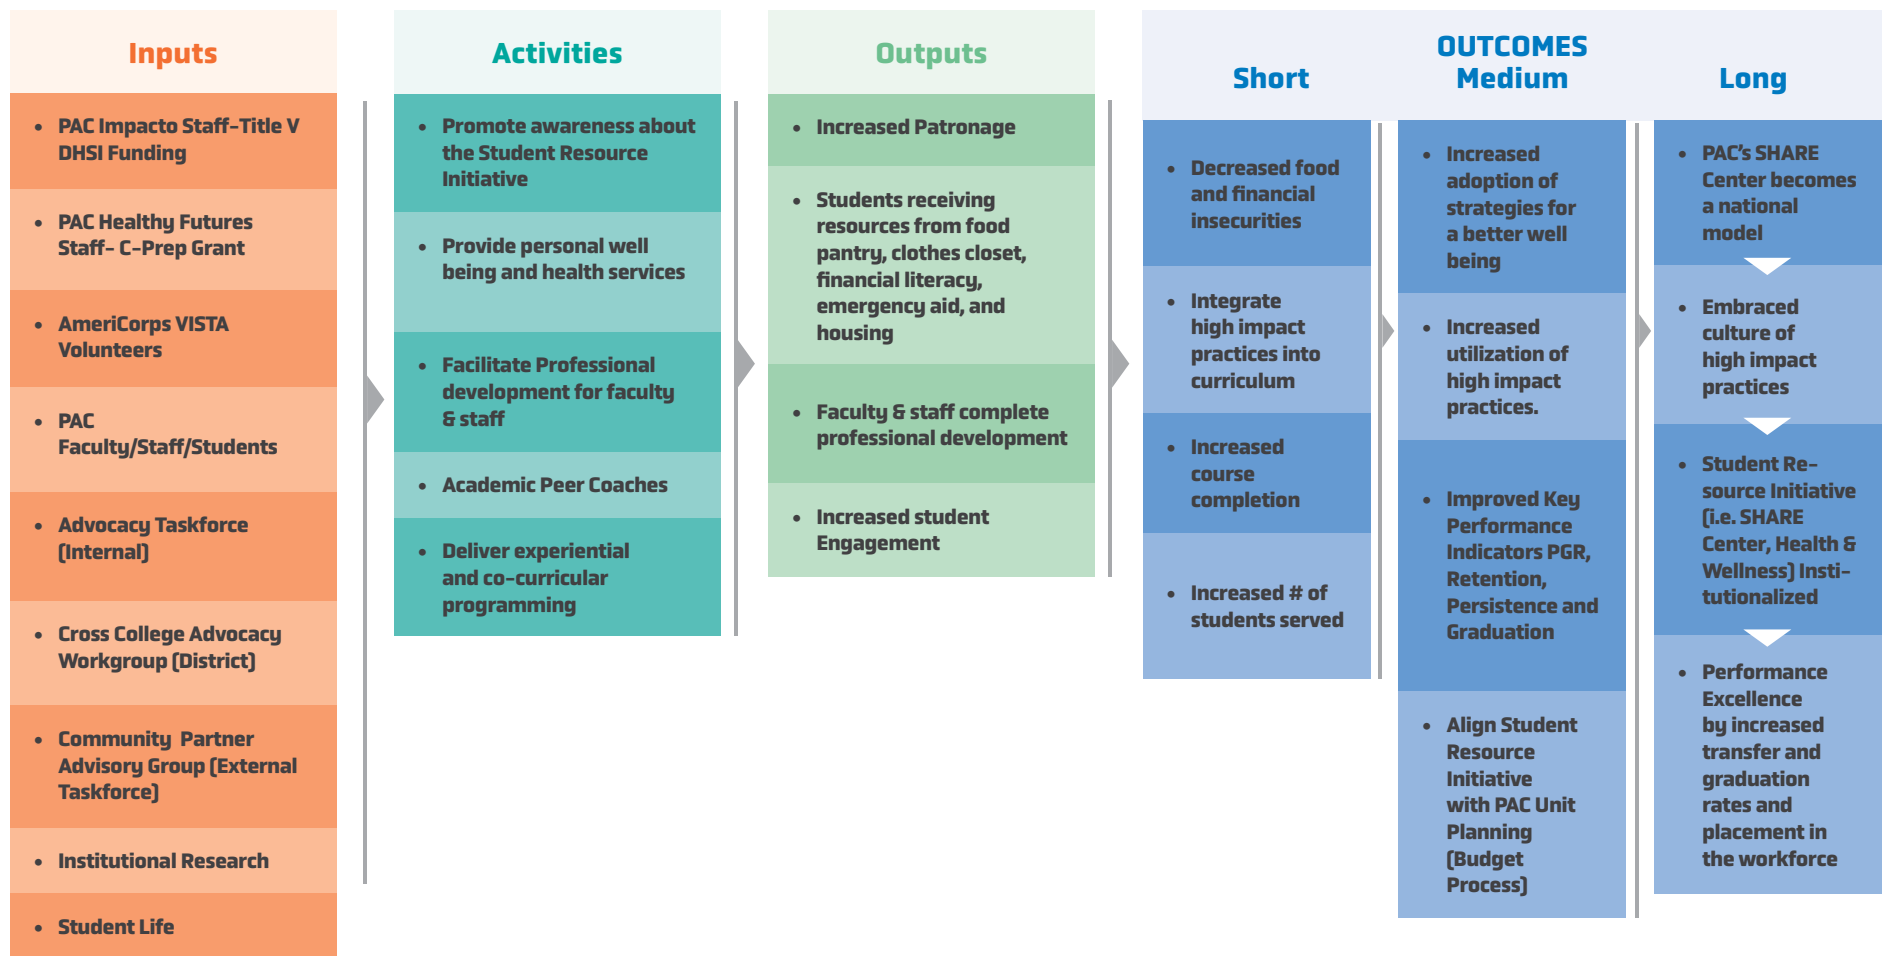 Inputs
• PAC Impacto Staff-Title V
DHSI Funding
• PAC Healthy Futures
Staff- C-Prep Grant
• AmeriCorps VISTA
Volunteers
• PAC
Faculty/Staff/Students
• Advocacy Taskforce
(Internal)
• Cross College Advocacy
Workgroup (District)
• Community Partner
Advisory Group (External
Taskforce)
• Institutional Research
• Student Life
Activities
• Promote awareness about
the Student Resource
Initiative
• Provide personal well
being and health services
• Facilitate Professional
development for faculty
& staff
• Academic Peer Coaches
• Deliver experiential
and co-curricular
programming
Outputs
• Increased Patronage
• Students receiving
resources from food
pantry, clothes closet,
financial literacy,
emergency aid, and
housing
• Faculty & staff complete
professional development
• Increased student
Engagement
OUTCOMES
Short
• Decreased food
and financial
insecurities
• Integrate
high impact
practices into
curriculum
• Increased
course
completion
• Increased # of
students served
Medium
• Increased
adoption of
strategies for
a better well
being
• Increased
utilization of
high impact
practices.
• Improved Key
Performance
Indicators PGR,
Retention,
Persistence and
Graduation
• Align Student
Resource
Initiative
with PAC Unit
Planning
(Budget
Process)
Long
• PAC's SHARE
Center becomes
a national
model
• Embraced
culture of
high impact
practices
• Student Re-
source Initiative
(i.e. SHARE
Center, Health &
Wellness) Insti-
tutionalized
• Performance
Excellence
by increased
transfer and
graduation
rates and
placement in
the workforce